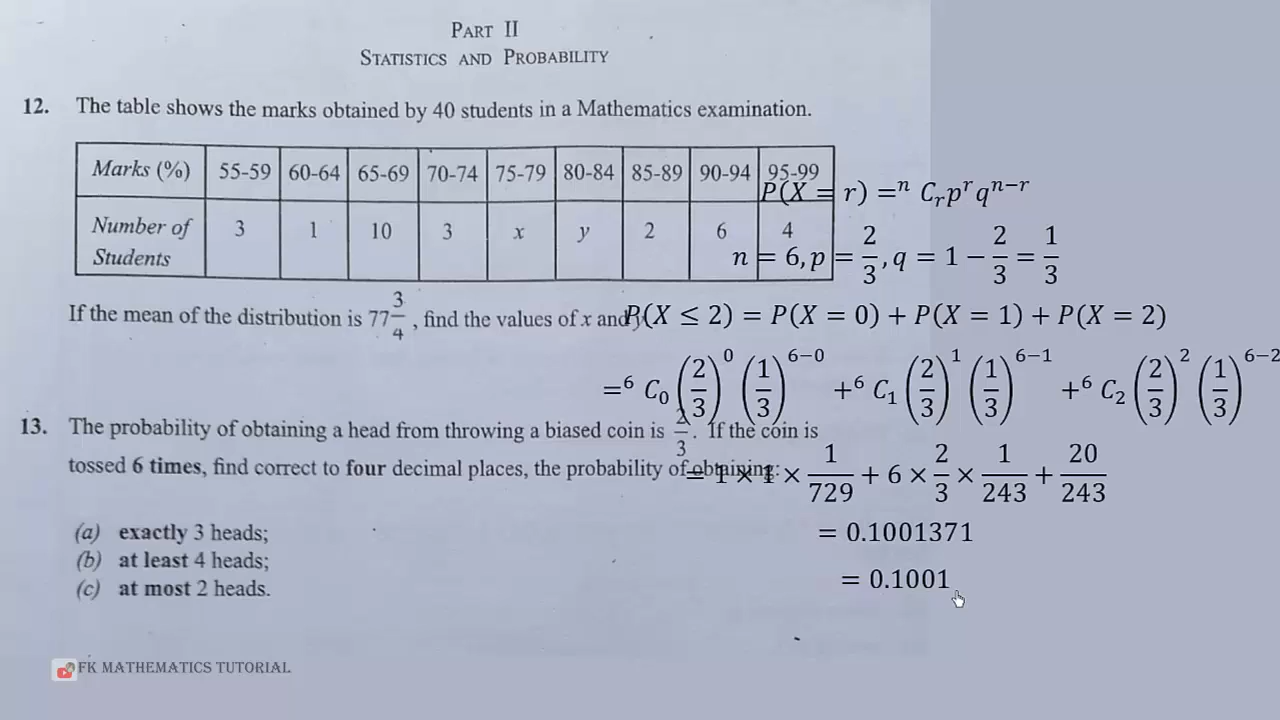 PART II
STATISTICS AND PROBABILITY
12. The table shows the marks obtained by 40 students in a Mathematics examination.
Marks (%) 55-59 60-64 65-69 70-74 75-79 80-84 85-89 90-94 95-99
Number of Students 3 1 10 3 x y 2 6 4
If the mean of the distribution is 77 3/4, find the values of x and
13. The probability of obtaining a head from throwing a biased coin is 2/3. If the coin is
tossed 6 times, find correct to four decimal places, the probability of obtaining:
(a) exactly 3 heads;
(b) at least 4 heads;
(c) at most 2 heads.
P(X = r) =ⁿ Cᵣpʳqⁿ⁻ʳ
n = 6, p = 2/3, q = 1 − 2/3 = 1/3
P(X ≤ 2) = P(X = 0) + P(X = 1) + P(X = 2)
=⁶ C₀ (2/3)⁰ (1/3)⁶⁻⁰ +⁶ C₁ (2/3)¹ (1/3)⁶⁻¹ +⁶ C₂ (2/3)² (1/3)⁶⁻²
= 1 × 1 × 1/729 + 6 × 2/3 × 1/243 + 20/243
= 0.1001371
= 0.1001
FK MATHEMATICS TUTORIAL